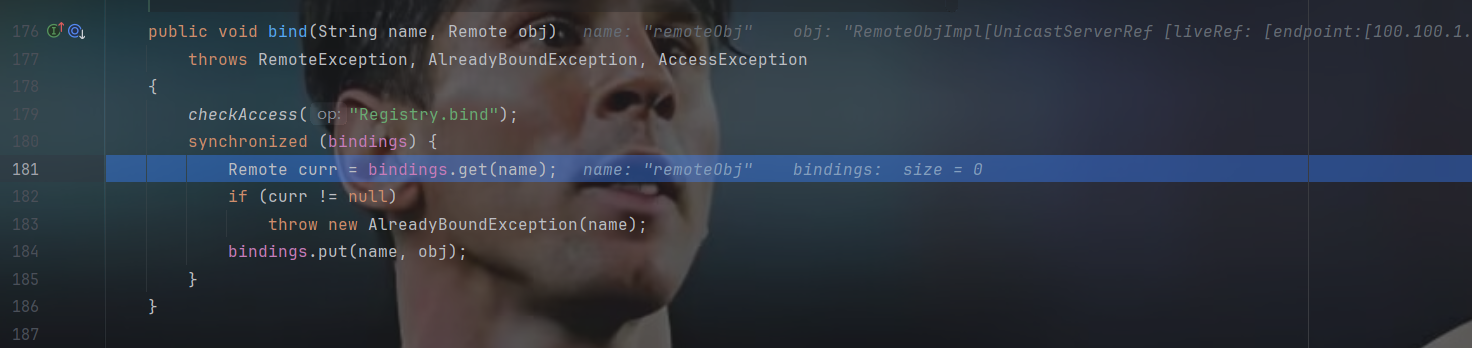 176 public void bind(String name, Remote obj) name: "remoteObj" obj: "RemoteObjImpl[UnicastServerRef [liveRef: [endpoint:[100.100.1.
177 throws RemoteException, AlreadyBoundException, AccessException
178 {
179 checkAccess( op: "Registry.bind");
180 synchronized (bindings) {
181 Remote curr = bindings.get(name); name: "remoteObj" bindings: size = 0
182 if (curr != null)
183 throw new AlreadyBoundException(name);
184 bindings.put(name, obj);
185 }
186 }
187